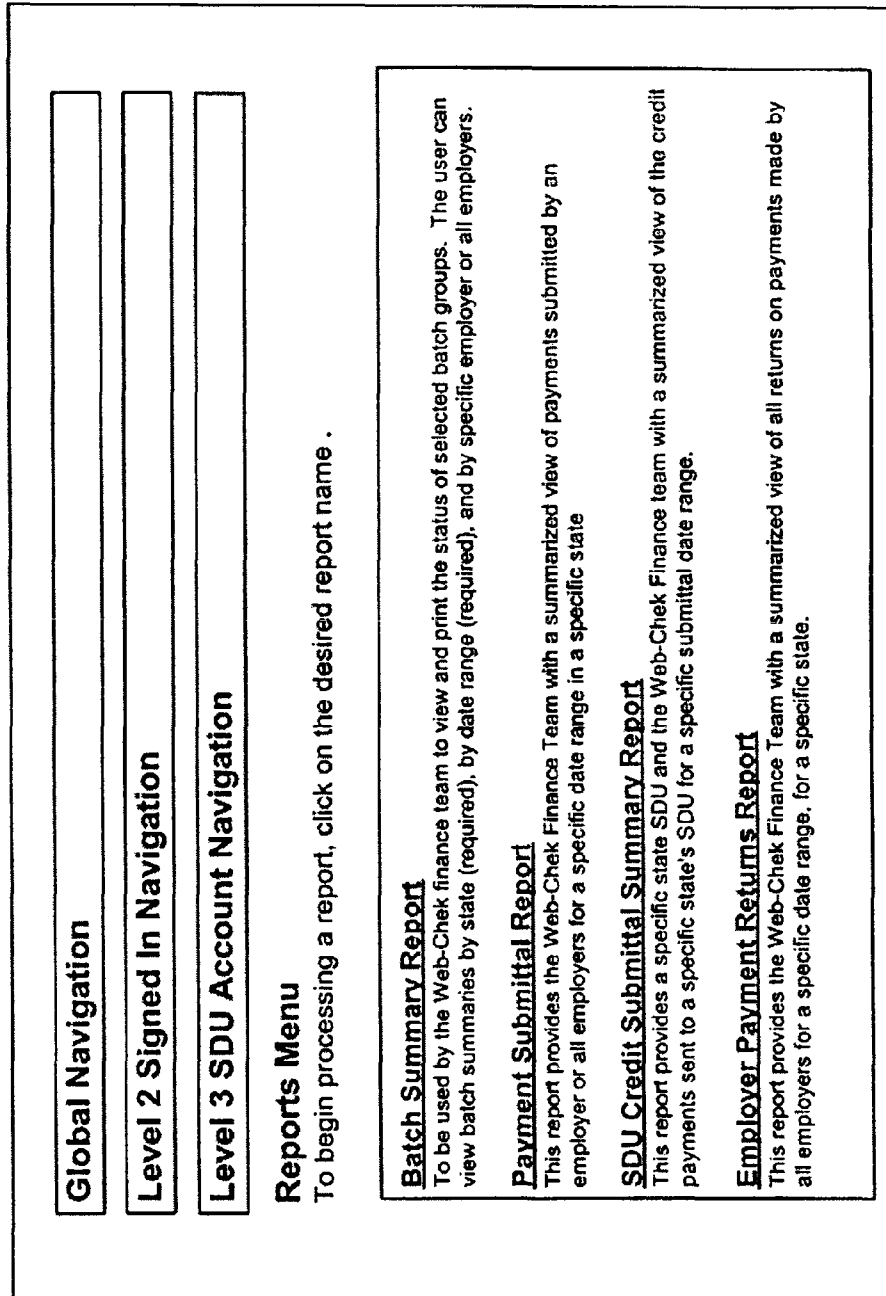 Global Navigation
Level 2 Signed In Navigation
Level 3 SDU Account Navigation
Reports Menu
To begin processing a report, click on the desired report name .
Batch Summary Report
To be used by the Web-Chek finance team to view and print the status of selected batch groups. The user can
view batch summaries by state (required), by date range (required), and by specific employer or all employers.
Payment Submittal Report
This report provides the Web-Chek Finance Team with a summarized view of payments submitted by an
employer or all employers for a specific date range in a specific state
SDU Credit Submittal Summary Report
This report provides a specific state SDU and the Web-Chek Finance team with a summarized view of the credit
payments sent to a specific state's SDU for a specific submittal date range.
Employer Payment Returns Report
This report provides the Web-Chek Finance Team with a summarized view of all returns on payments made by
all employers for a specific date range, for a specific state.